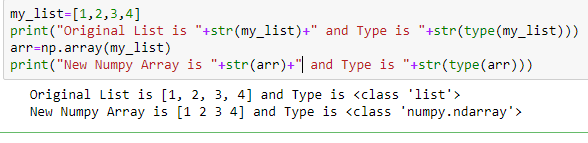 my_list=[1,2,3,4]
print("Original List is "+str(my_list)+" and Type is "+str(type(my_list)))
arr=np.array(my_list)
print("New Numpy Array is "+str(arr)+" and Type is "+str(type(arr)))
Original List is [1, 2, 3, 4] and Type is <class 'list'>
New Numpy Array is [1 2 3 4] and Type is <class 'numpy.ndarray'>